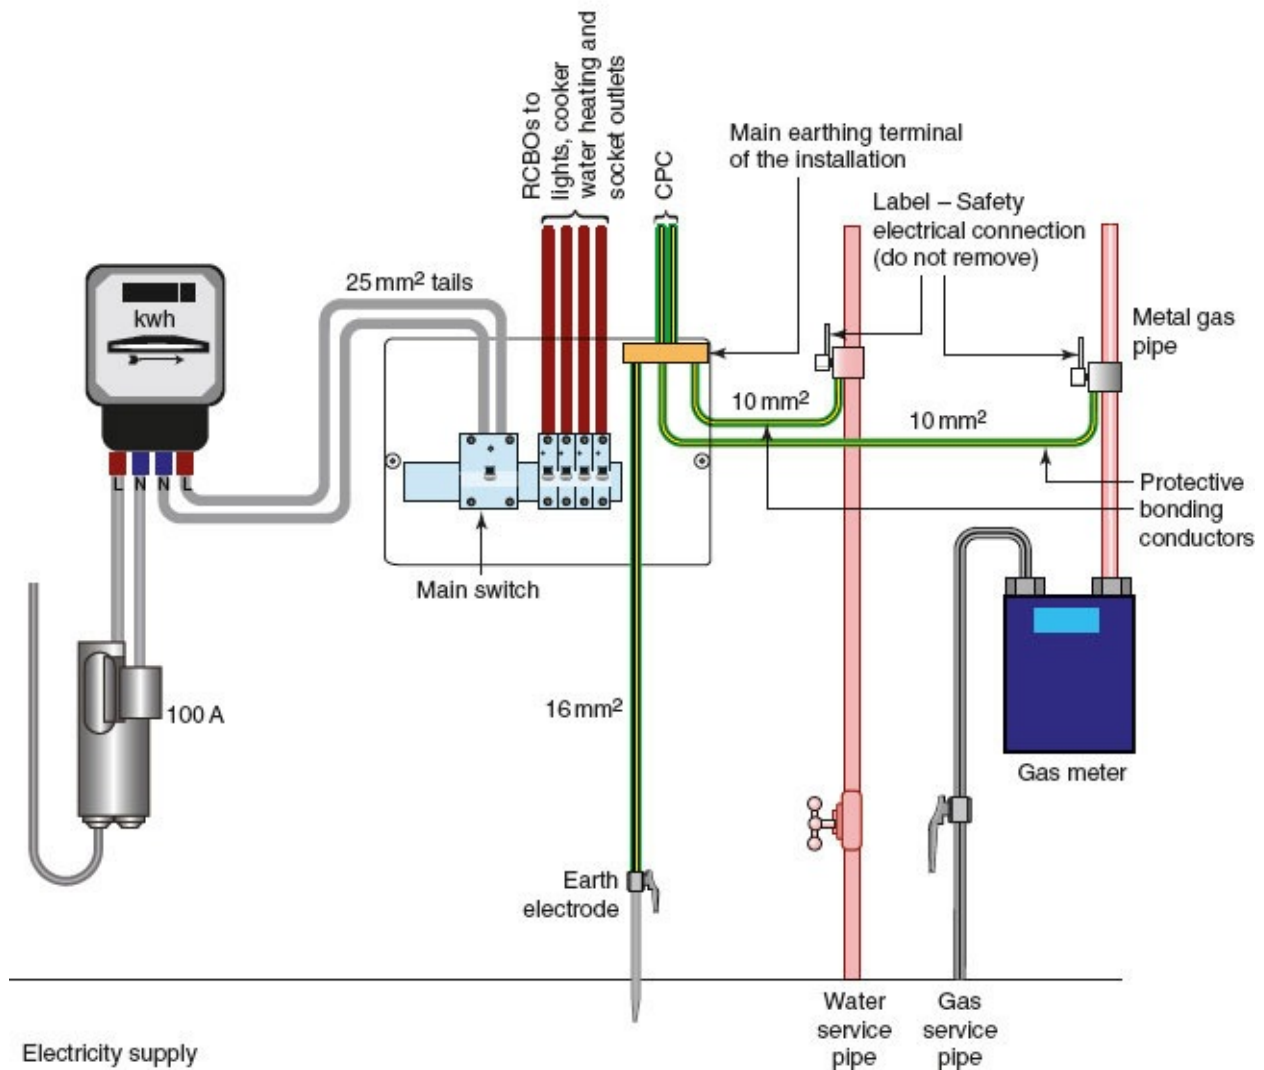 RCBOs to
lights, cooker
water heating and
socket outlets
CPC
Main earthing terminal
of the installation
Label – Safety
electrical connection
(do not remove)
25 mm² tails
kwh
Metal gas
pipe
10 mm²
10 mm²
L N N L
Protective
bonding
conductors
Main switch
16 mm²
100 A
Gas meter
Earth
electrode
Water
service
pipe
Gas
service
pipe
Electricity supply